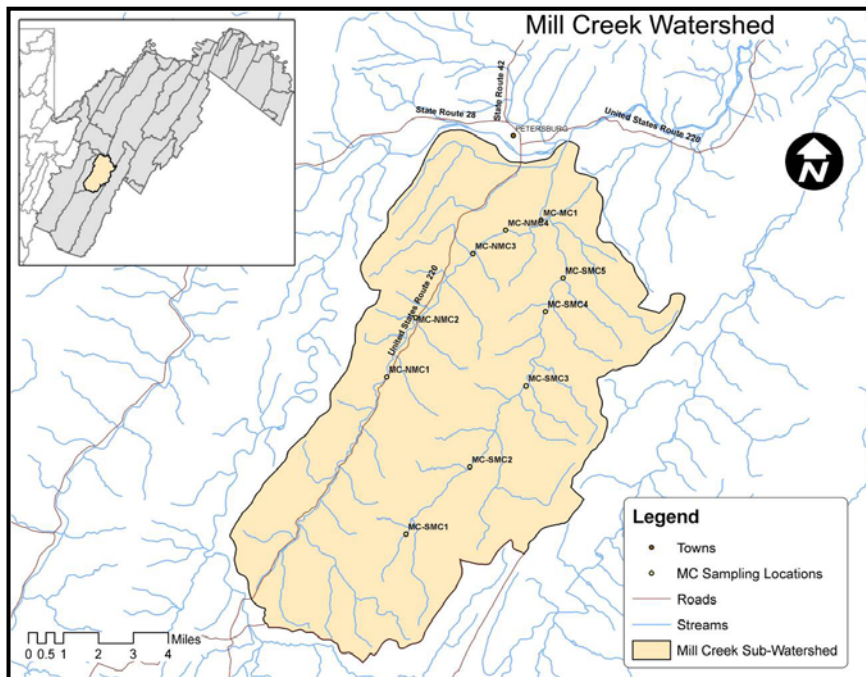 Mill Creek Watershed
State Route 42
State Route 28
United States Route 220
PETERSBURG
N
MC-MC1
MC-NMC4
MC-NMC3
MC-SMC5
MC-SMC4
United States Route 220
MC-NMC2
MC-NMC1
MC-SMC3
MC-SMC2
MC-SMC1
Legend
Towns
MC Sampling Locations
Roads
Streams
Mill Creek Sub-Watershed
Miles
0 0.5 1 2 3 4